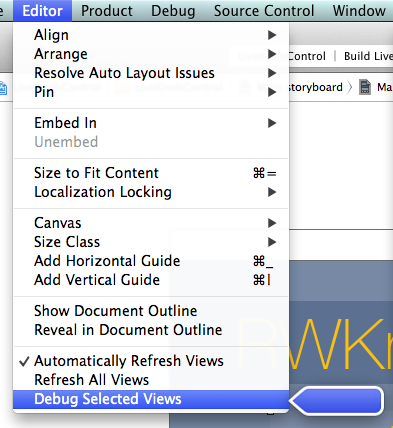 Editor Product Debug Source Control Window
Align
Arrange
Resolve Auto Layout Issues
Pin
Embed In
Unembed
Size to Fit Content ⌘=
Localization Locking
Canvas
Size Class
Add Horizontal Guide ⌘_
Add Vertical Guide ⌘|
Show Document Outline
Reveal in Document Outline
✓ Automatically Refresh Views
Refresh All Views
Debug Selected Views
Control | Build Live
storyboard
Ma
RWKn